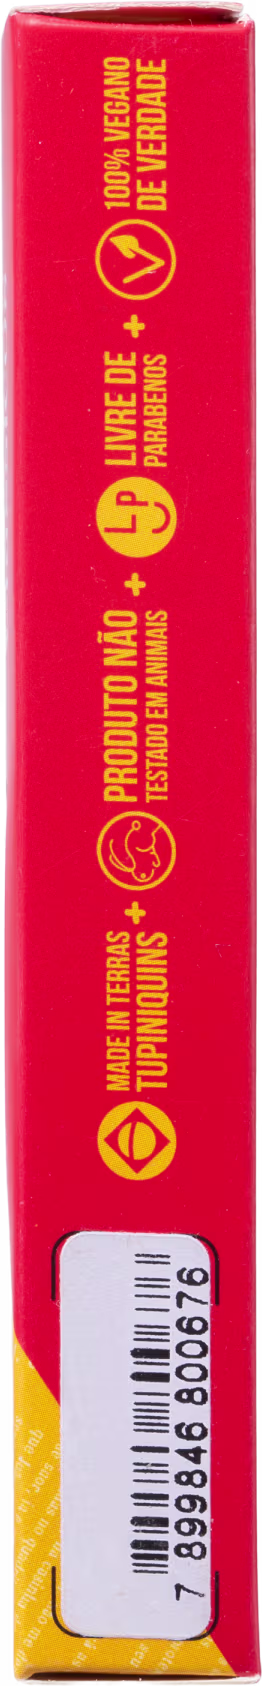 MADE IN TERRAS
TUPINIQUINS
+
PRODUTO NÃO
TESTADO EM ANIMAIS
+
LP
LIVRE DE
PARABENOS
+
100% VEGANO
DE VERDADE
7 899846 800676